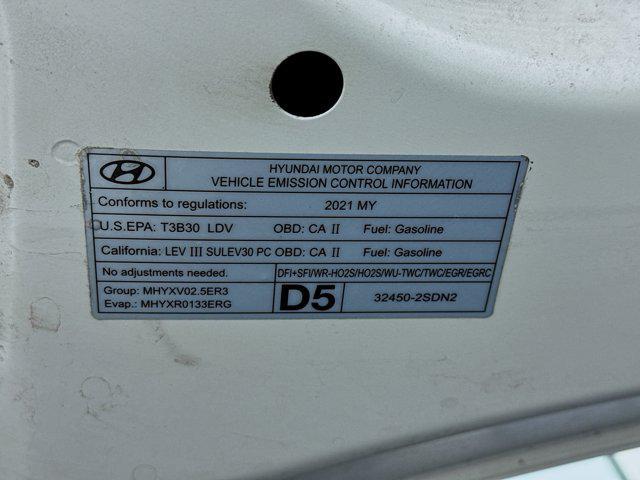 HYUNDAI MOTOR COMPANY
VEHICLE EMISSION CONTROL INFORMATION
Conforms to regulations: 2021 MY
U.S.EPA: T3B30 LDV OBD: CA II Fuel: Gasoline
California: LEV III SULEV30 PC OBD: CA II Fuel: Gasoline
No adjustments needed. DFI+SFI/WR-HO2S/HO2S/WU-TWC/TWC/EGR/EGRC
Group: MHYXV02.5ER3
Evap.: MHYXR0133ERG
D5 32450-2SDN2